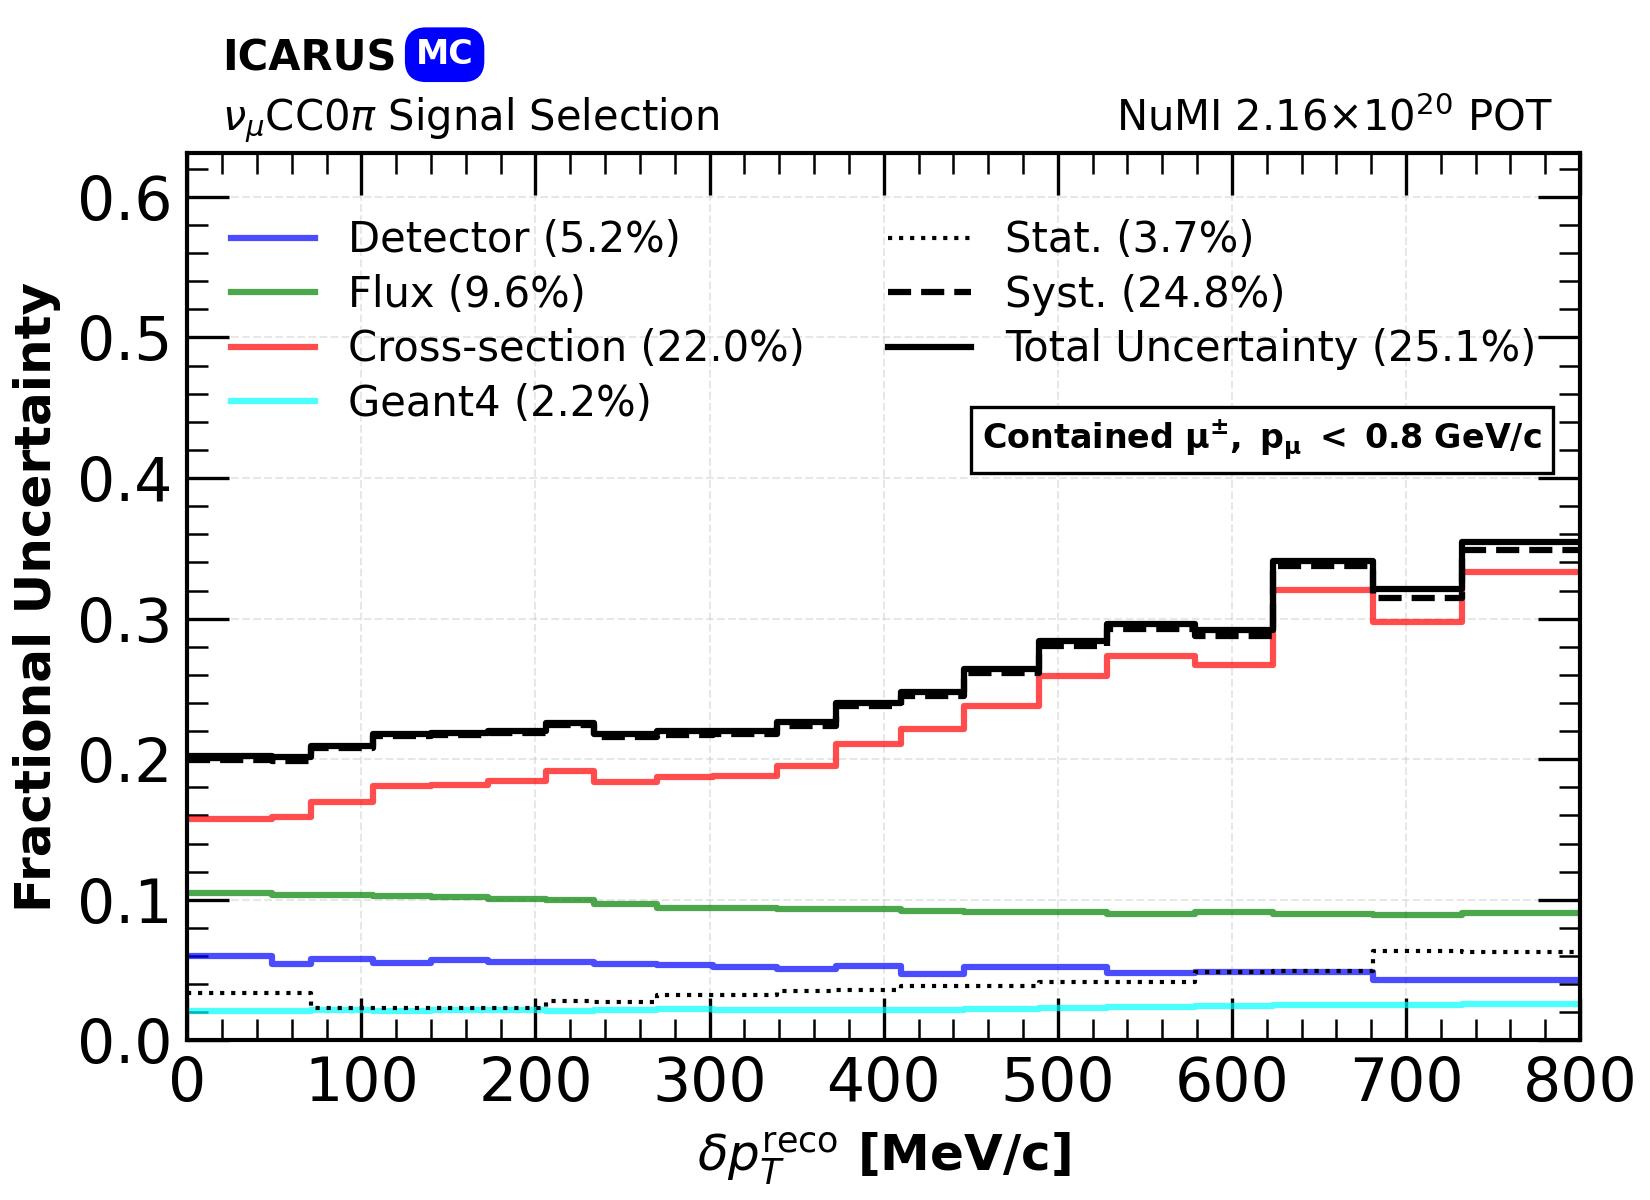 ICARUS MC
νμCC0π Signal Selection NuMI 2.16×10²⁰ POT
Detector (5.2%) Stat. (3.7%)
Flux (9.6%) Syst. (24.8%)
Cross-section (22.0%) Total Uncertainty (25.1%)
Geant4 (2.2%)
Contained μ±, pμ < 0.8 GeV/c
Fractional Uncertainty
0.6
0.5
0.4
0.3
0.2
0.1
0.0
0 100 200 300 400 500 600 700 800
δp_T^reco [MeV/c]